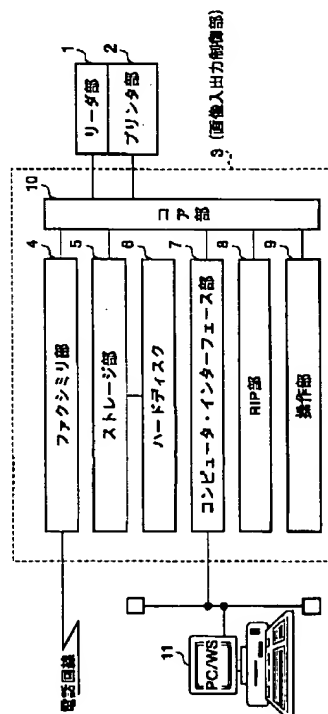 電話回線
4
ファクシミリ部
5
ストレージ部
6
ハードディスク
7
コンピュータ・インターフェース部
8
RIP部
9
操作部
10
コア部
1
リーダ部
2
プリンタ部
3 (画像入出力制御部)
11
PC/WS